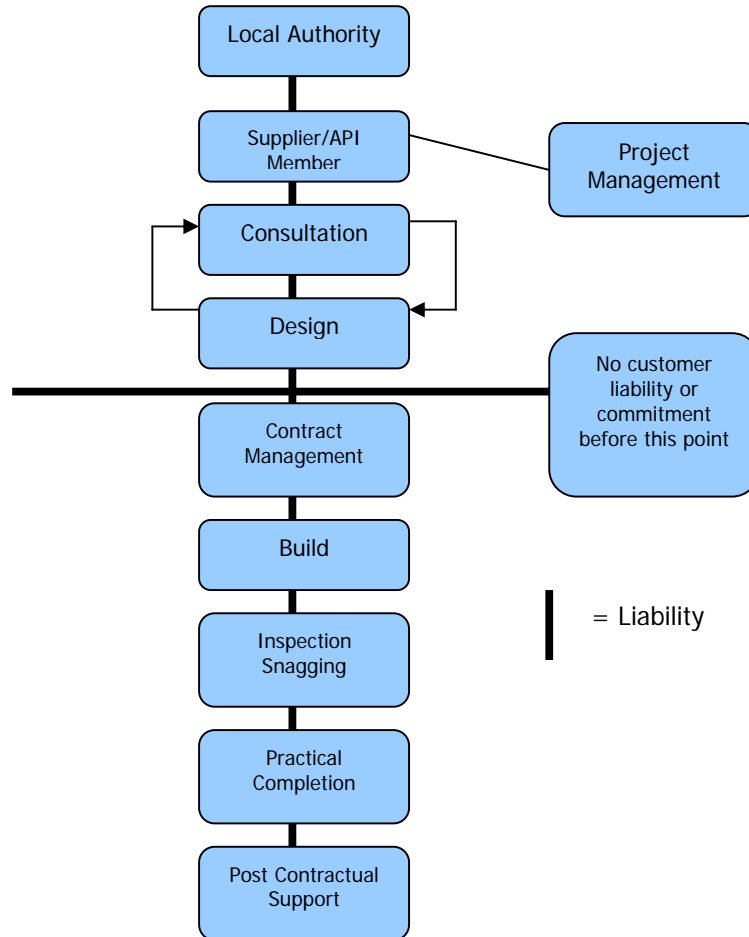 Local Authority
Supplier/API
Member
Project
Management
Consultation
Design
No customer
liability or
commitment
before this point
Contract
Management
Build
= Liability
Inspection
Snagging
Practical
Completion
Post Contractual
Support